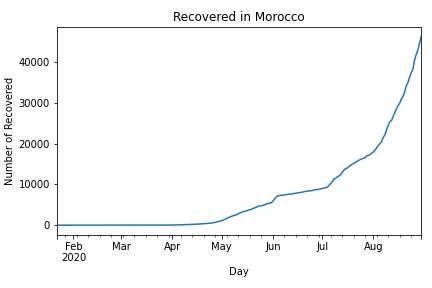 Recovered in Morocco
Number of Recovered
40000
30000
20000
10000
0
Feb Mar Apr May Jun Jul Aug
2020
Day